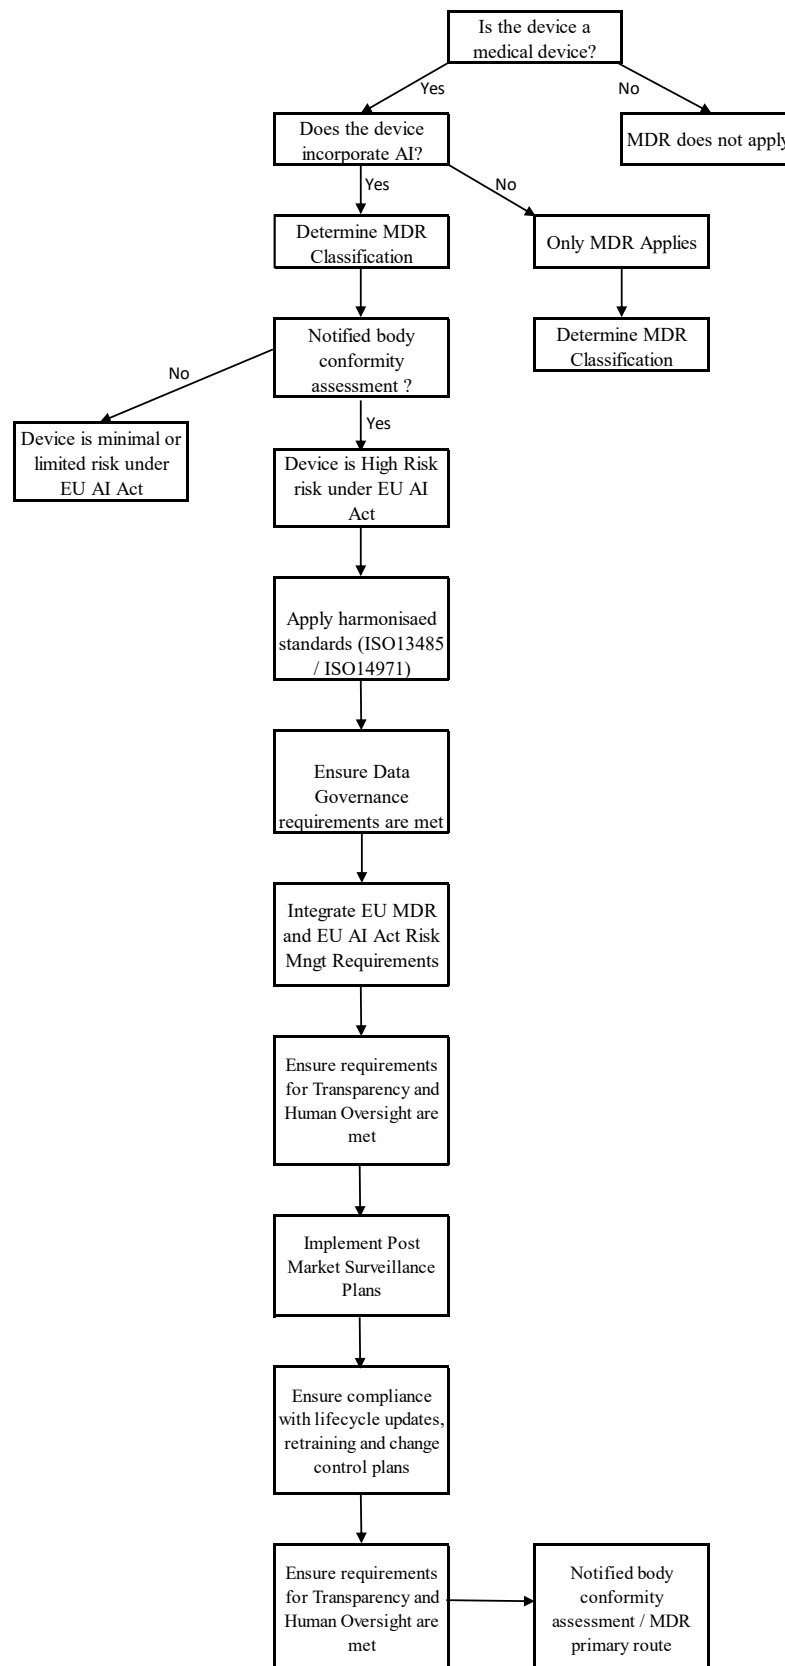 Is the device a
medical device?
Yes
No
Does the device
incorporate AI?
MDR does not apply
Yes
No
Determine MDR
Classification
Only MDR Applies
Notified body
conformity
assessment ?
Determine MDR
Classification
No
Yes
Device is minimal or
limited risk under
EU AI Act
Device is High Risk
risk under EU AI
Act
Apply harmonisaed
standards (ISO13485
/ ISO14971)
Ensure Data
Governance
requirements are met
Integrate EU MDR
and EU AI Act Risk
Mngt Requirements
Ensure requirements
for Transparency and
Human Oversight are
met
Implement Post
Market Surveillance
Plans
Ensure compliance
with lifecycle updates,
retraining and change
control plans
Ensure requirements
for Transparency and
Human Oversight are
met
Notified body
conformity
assessment / MDR
primary route